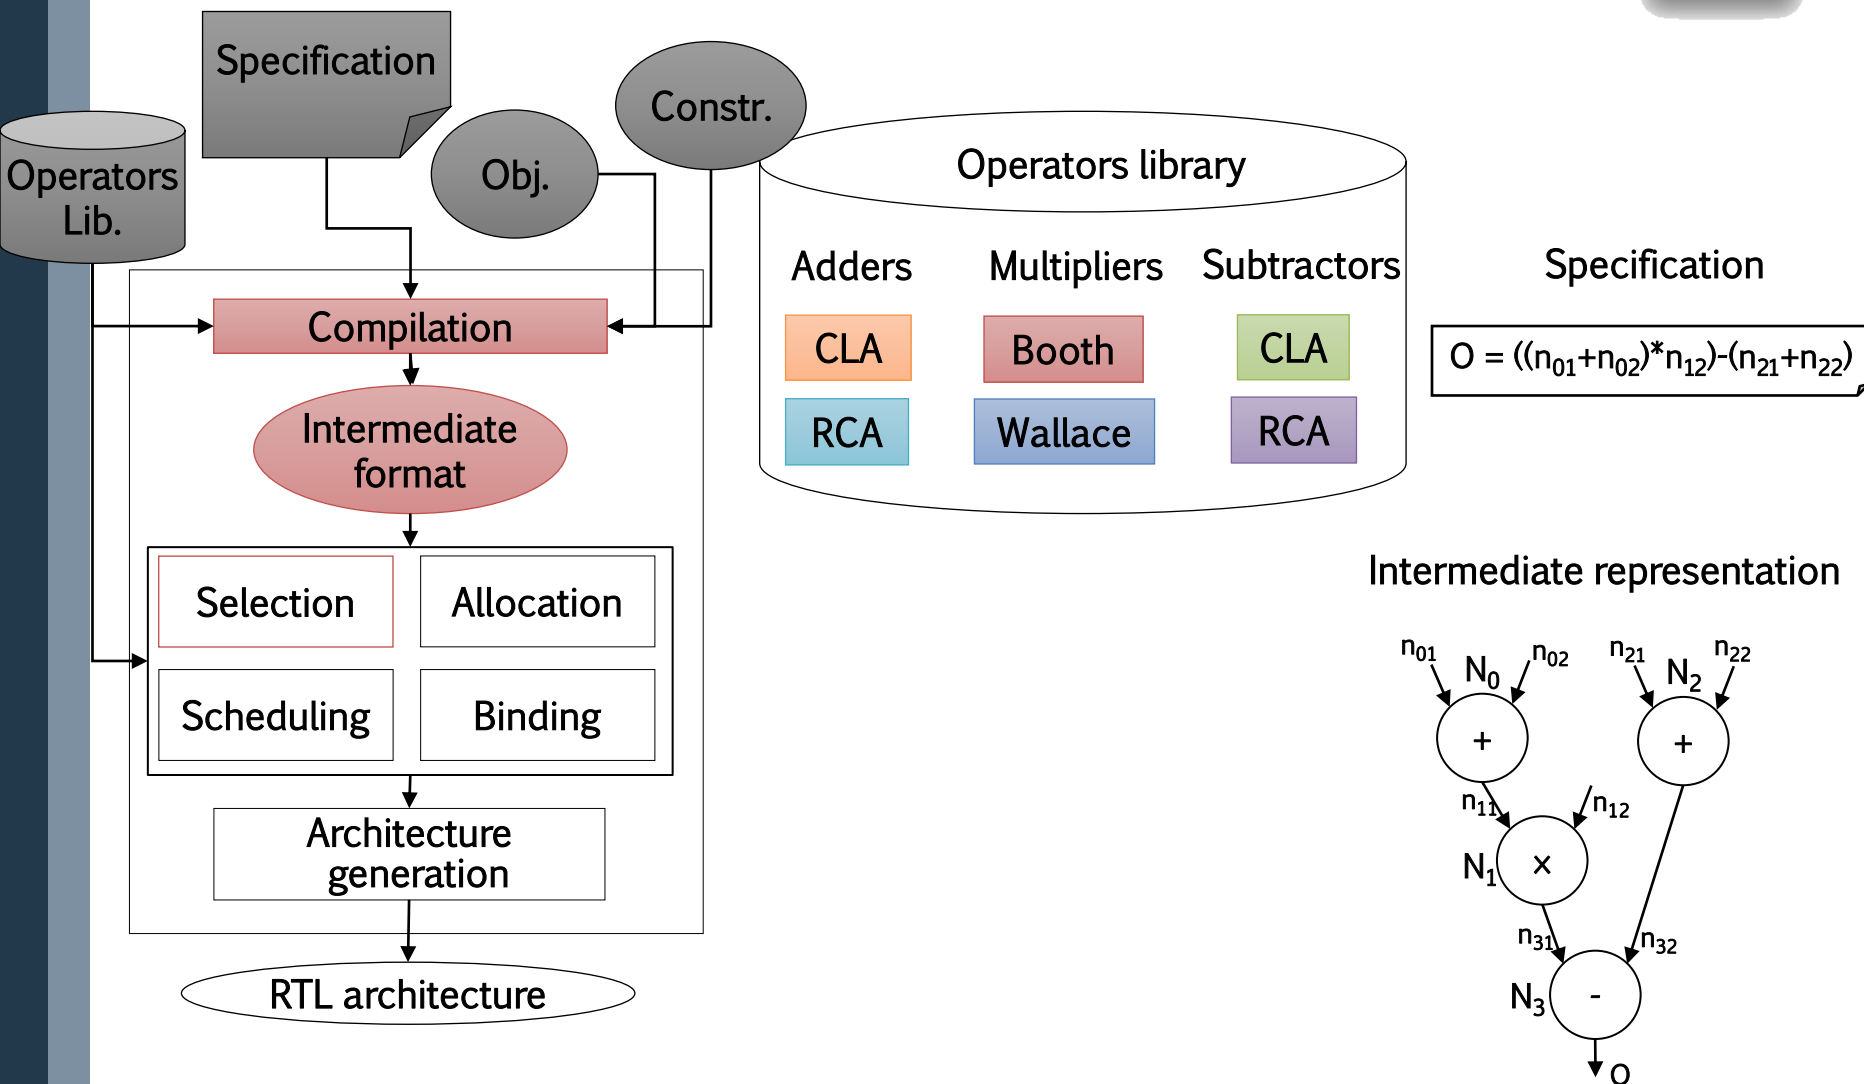 Specification
Constr.
Obj.
Operators
Lib.
Compilation
Intermediate
format
Selection
Allocation
Scheduling
Binding
Architecture
generation
RTL architecture
Operators library
Adders
Multipliers
Subtractors
CLA
Booth
CLA
RCA
Wallace
RCA
Specification
O = ((n₀₁+n₀₂)*n₁₂)-(n₂₁+n₂₂)
Intermediate representation
n₀₁
N₀
n₀₂
n₂₁
N₂
n₂₂
+
+
n₁₁
n₁₂
N₁
x
n₃₁
n₃₂
N₃
-
O